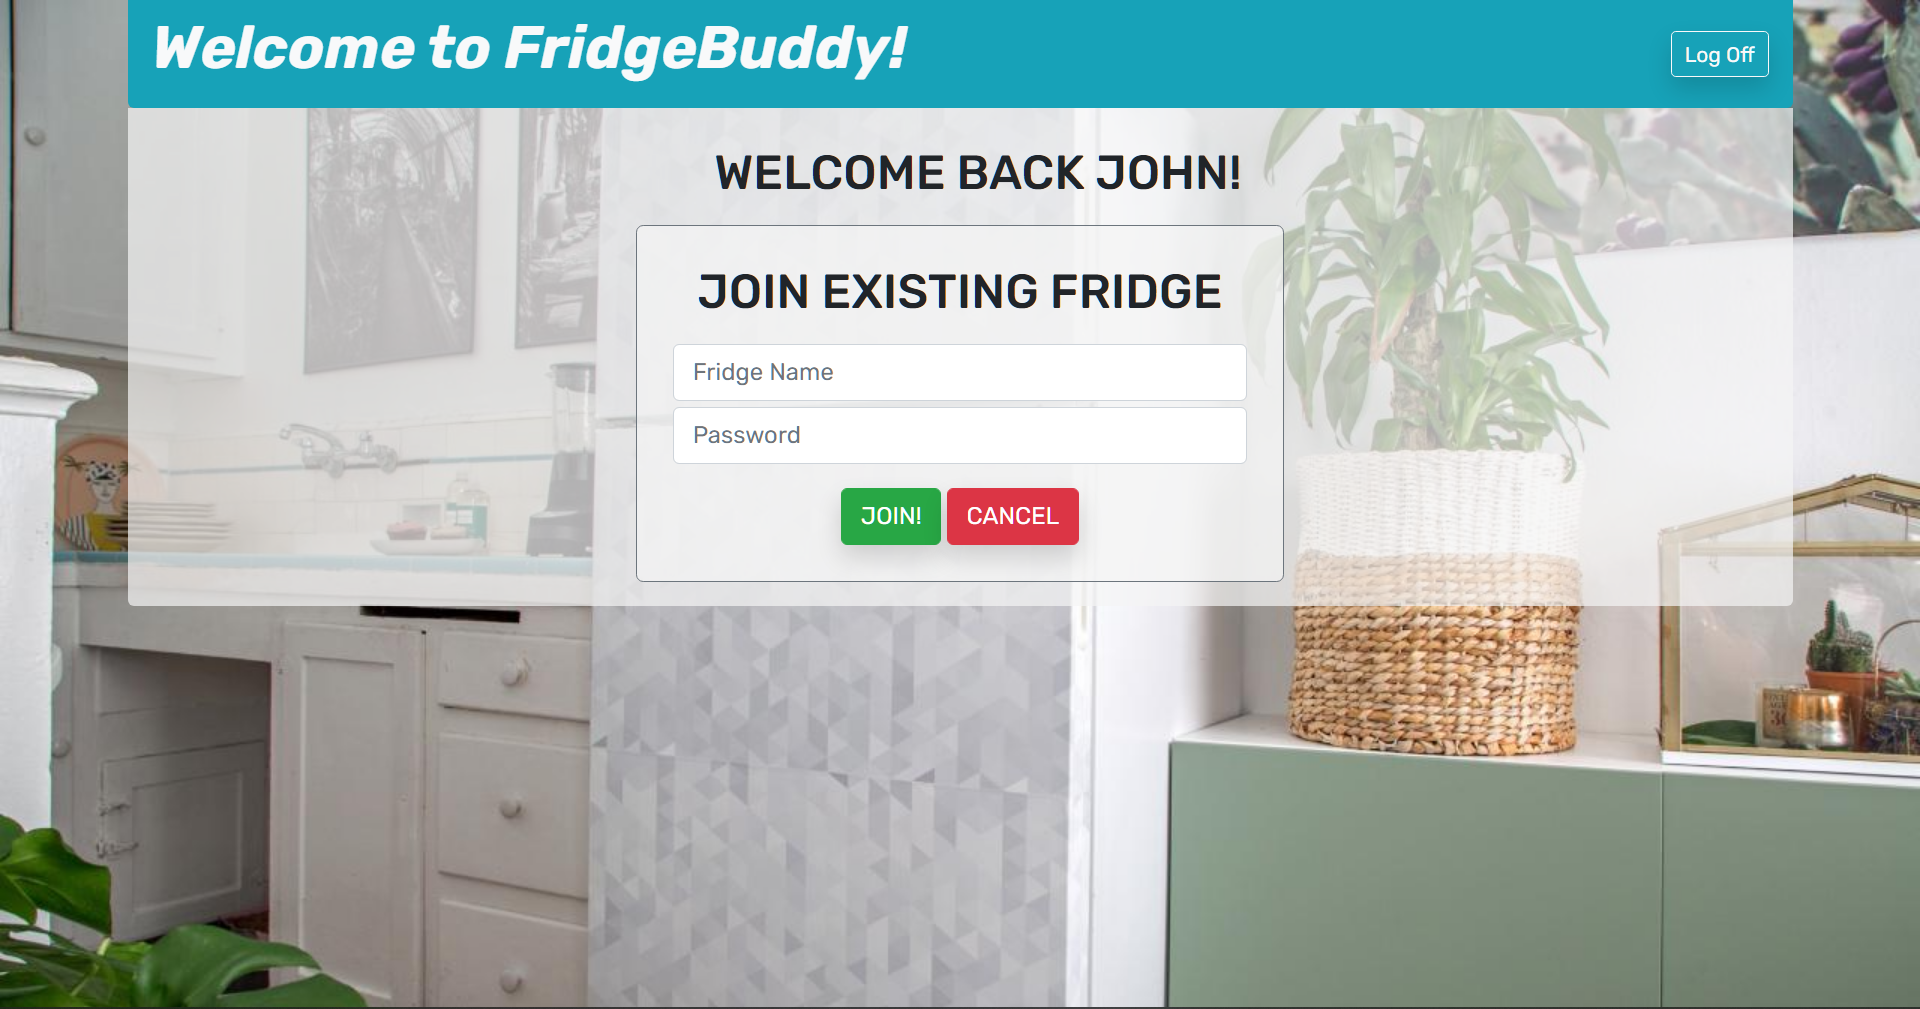 Welcome to FridgeBuddy!
Log Off
WELCOME BACK JOHN!
JOIN EXISTING FRIDGE
Fridge Name
Password
JOIN!
CANCEL